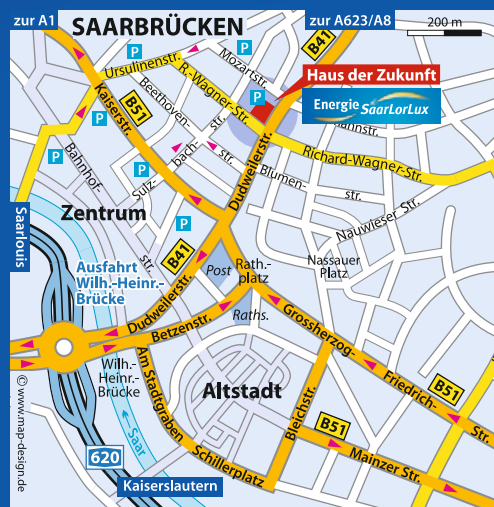 zur A1
SAARBRÜCKEN
zur A623/A8
200 m
P
B41
Mozartstr.
Ursulinenstr.
R.-Wagner-Str.
Haus der Zukunft
P
P
Kaiserstr.
B51
Beethoven-
str.
Energie SaarLorLux
P
P
bach-
str.
Sulz-
Richard-Wagner-Str.
Bahnhof-
str.
P
Dudweilerstr.
Blumen-
str.
Zentrum
Saarlouis
P
Nauwieser Str.
B41
Ausfahrt
Wilh.-Heinr.-
Brücke
Post
Rath.-
platz
Nassauer
Platz
Dudweilerstr.
Betzenstr.
Raths.
Grossherzog-
Friedrich-
Str.
Wilh.-
Heinr.-
Brücke
Am Stadtgraben
Altstadt
Bleichstr.
B51
© www.map-design.de
Saar
B51
Mainzer Str.
620
Schillerplatz
Kaiserslautern